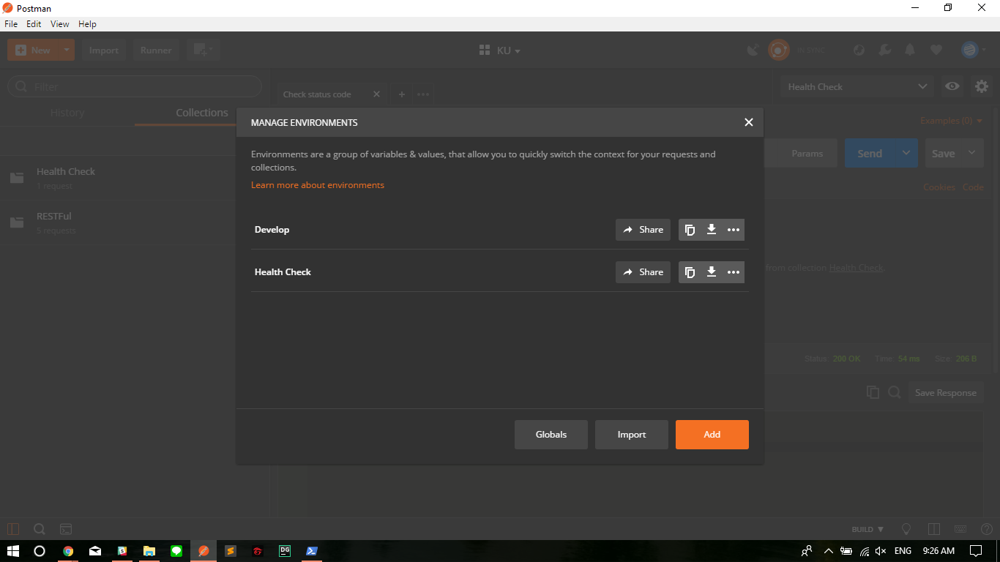 Postman
File Edit View Help
New Import Runner KU IN SYNC
Filter
Check status code
Health Check
History Collections
MANAGE ENVIRONMENTS
Examples (0)
Environments are a group of variables & values, that allow you to quickly switch the context for your requests and
collections.
Learn more about environments
Params Send Save
Cookies Code
Health Check
1 request
RESTFul
5 requests
Develop Share
Health Check Share
from collection Health Check.
Status: 200 OK Time: 54 ms Size: 206 B
Save Response
Globals Import Add
BUILD
DG
ENG 9:26 AM